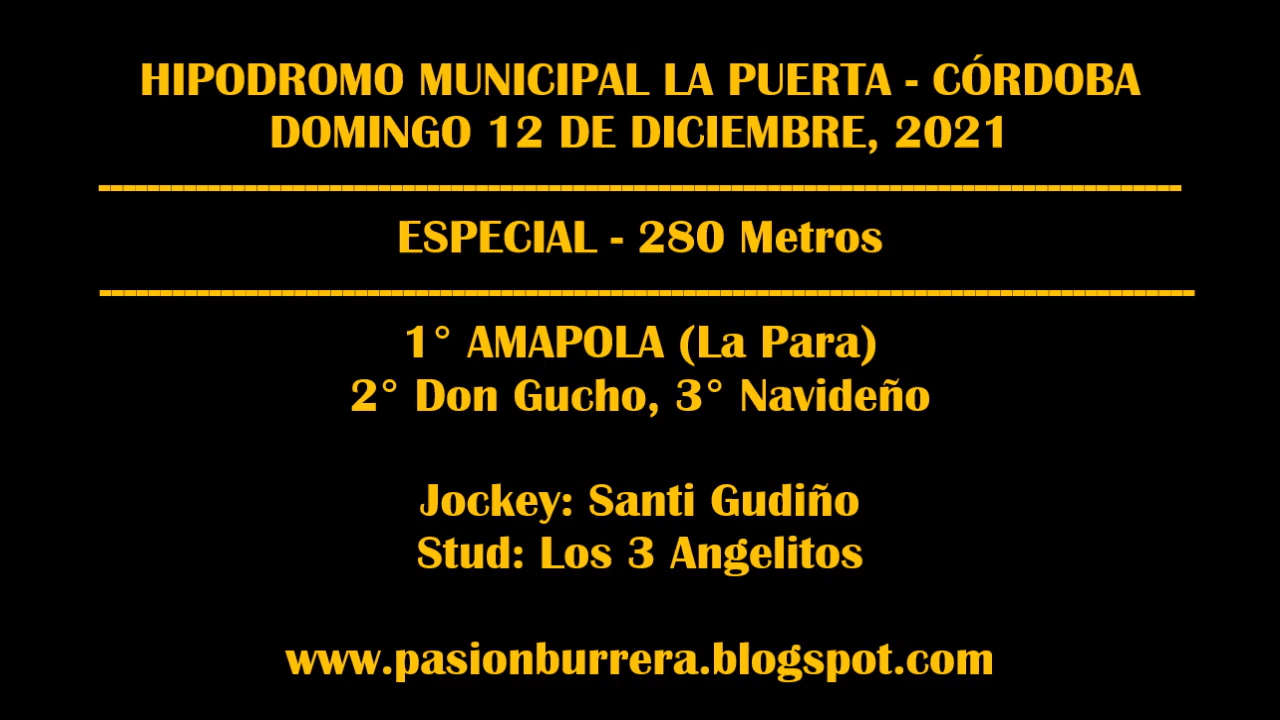 HIPODROMO MUNICIPAL LA PUERTA - CÓRDOBA
DOMINGO 12 DE DICIEMBRE, 2021
ESPECIAL - 280 Metros
1° AMAPOLA (La Para)
2° Don Gucho, 3° Navideño
Jockey: Santi Gudiño
Stud: Los 3 Angelitos
www.pasionburrera.blogspot.com